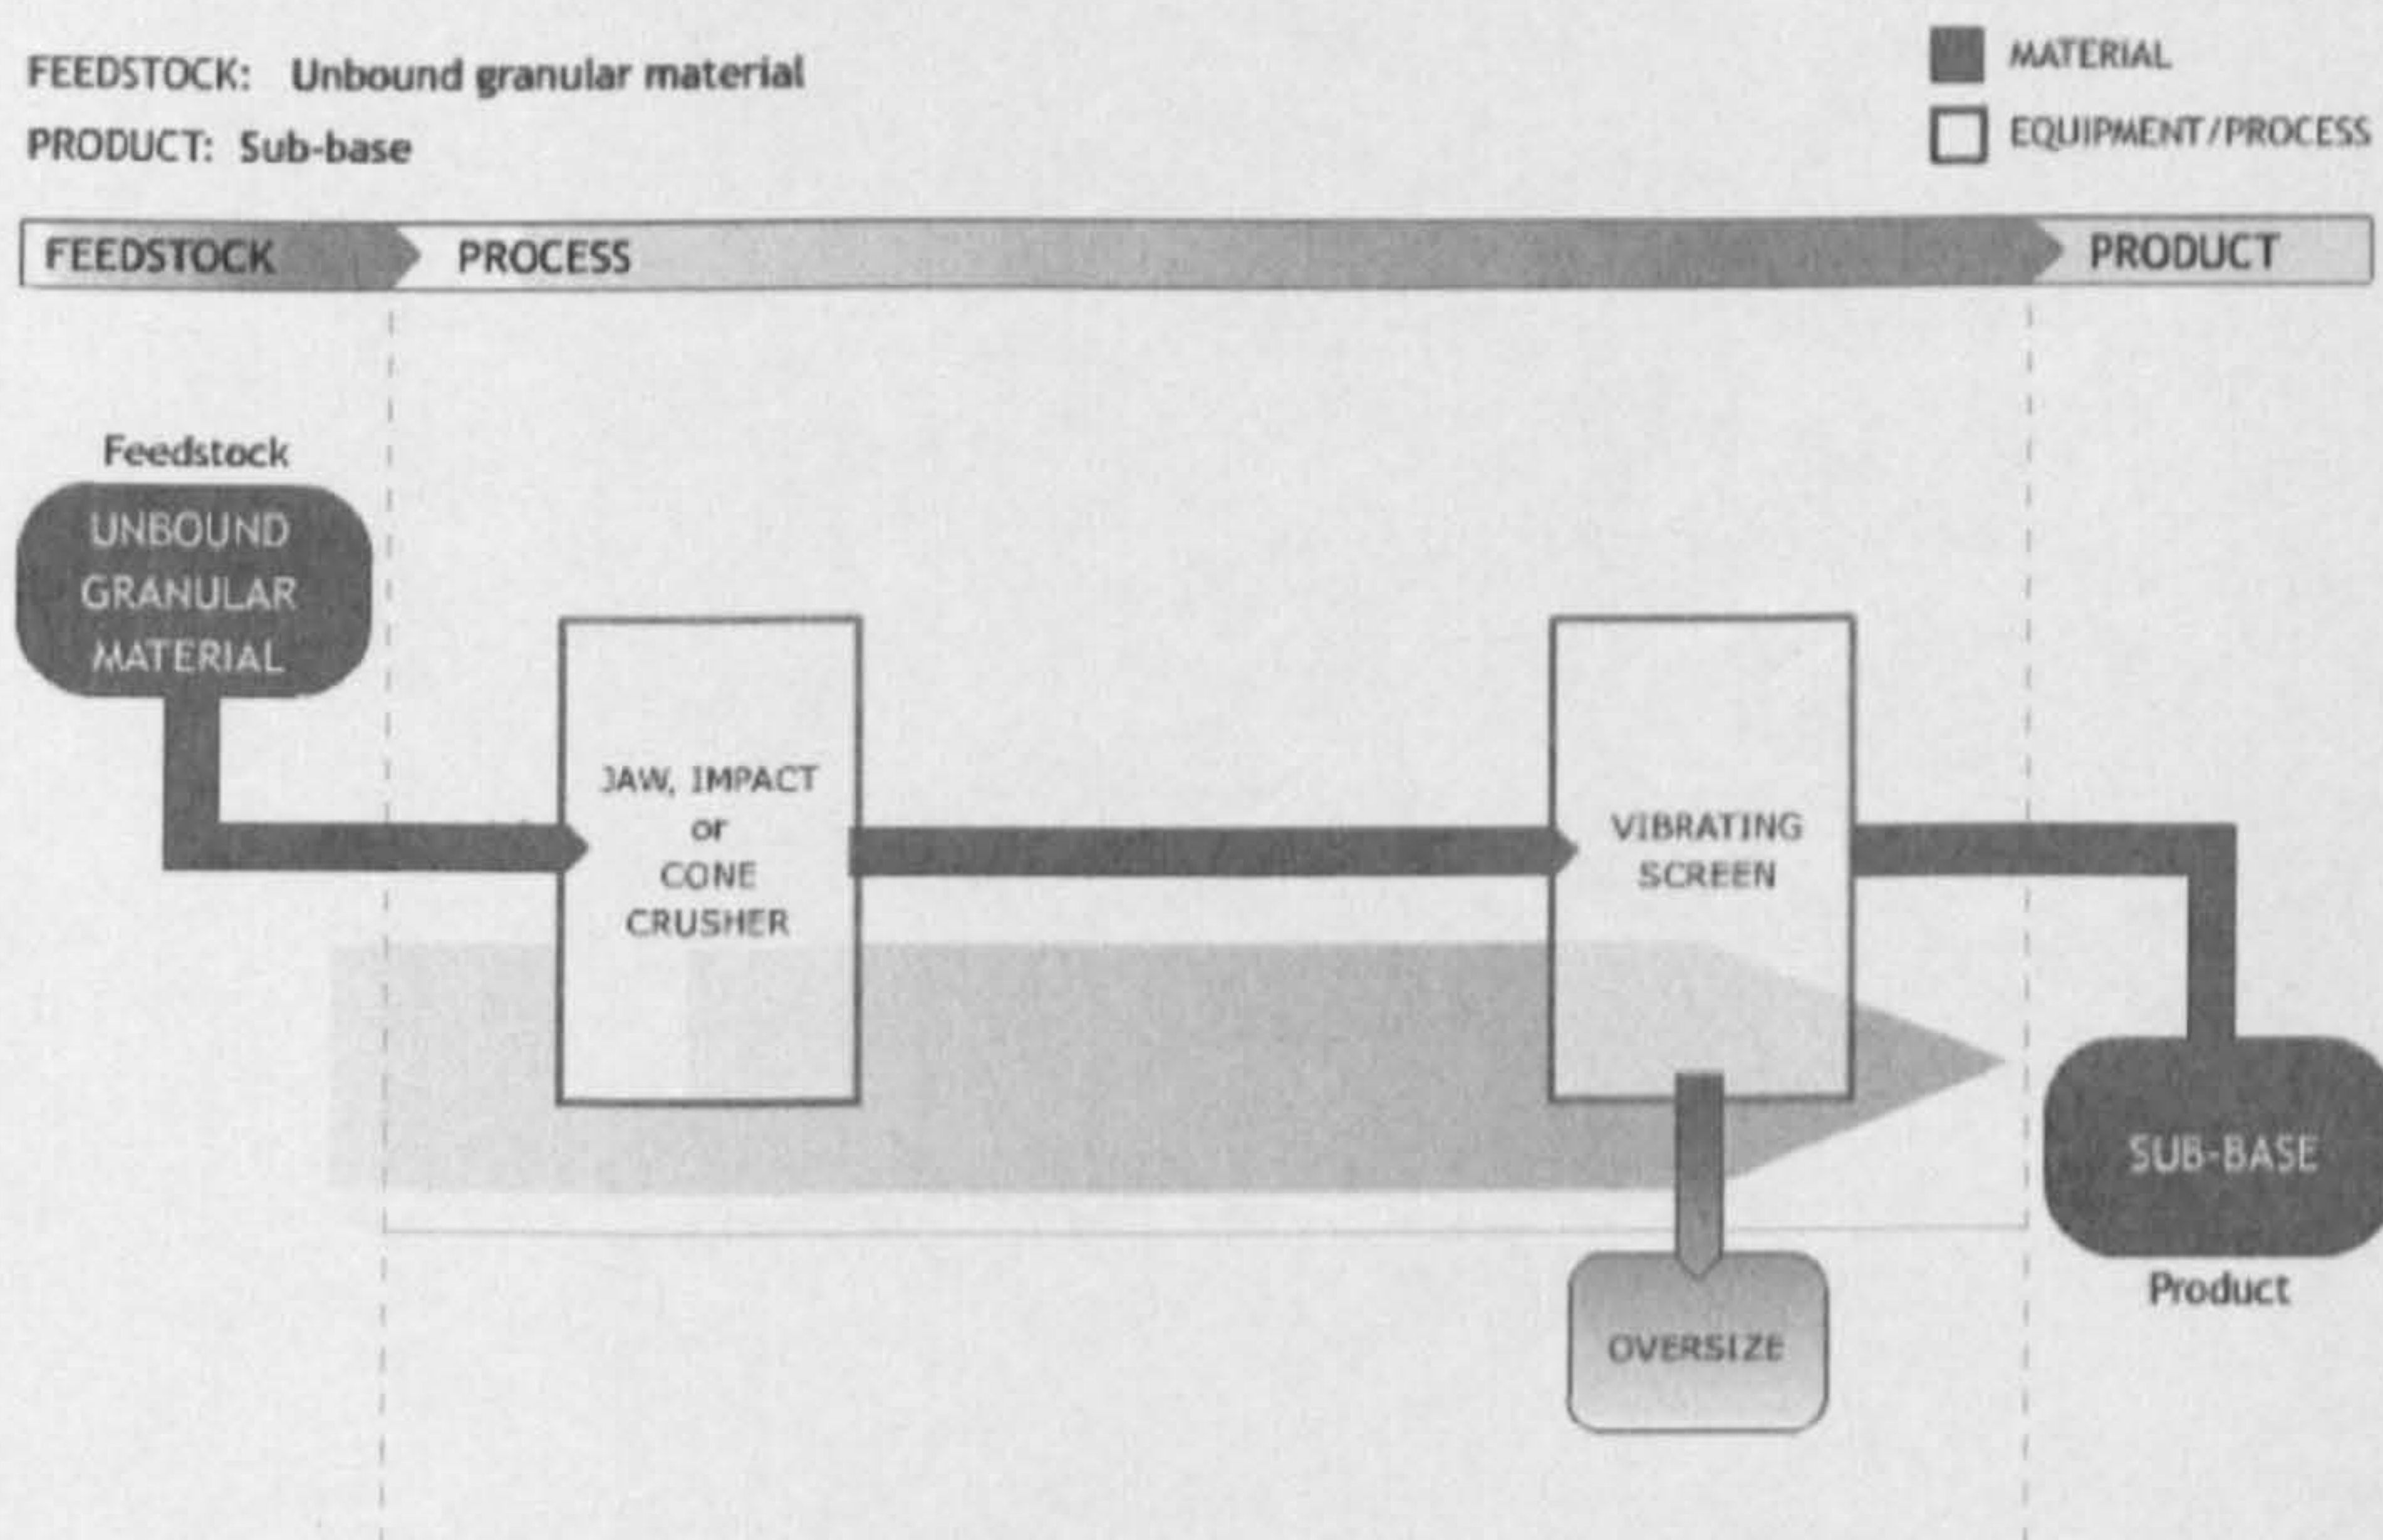 FEEDSTOCK: Unbound granular material
PRODUCT: Sub-base
MATERIAL
EQUIPMENT/PROCESS
FEEDSTOCK
PROCESS
PRODUCT
Feedstock
UNBOUND
GRANULAR
MATERIAL
JAW, IMPACT
or
CONE
CRUSHER
VIBRATING
SCREEN
SUB-BASE
Product
OVERSIZE